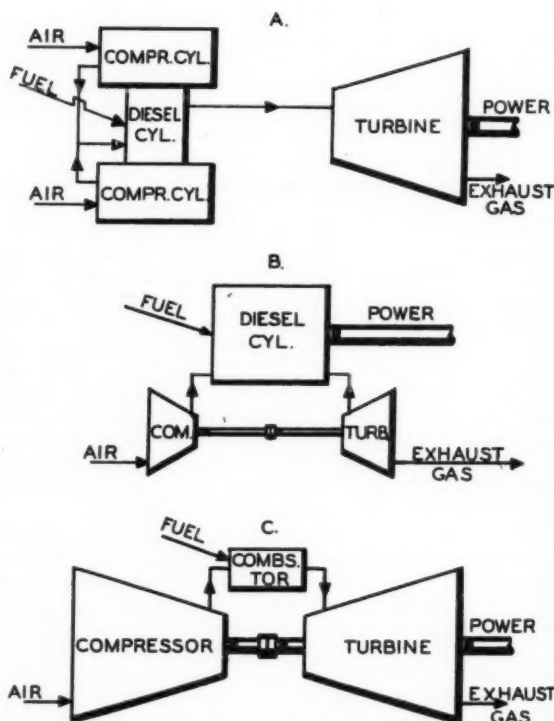 A.
AIR
COMPR.CYL.
FUEL
DIESEL
CYL.
TURBINE
POWER
AIR
COMPR.CYL.
EXHAUST
GAS
B.
FUEL
DIESEL
CYL.
POWER
COM.
TURB.
AIR
EXHAUST
GAS
C.
FUEL
COMBS.
TOR
COMPRESSOR
TURBINE
POWER
AIR
EXHAUST
GAS